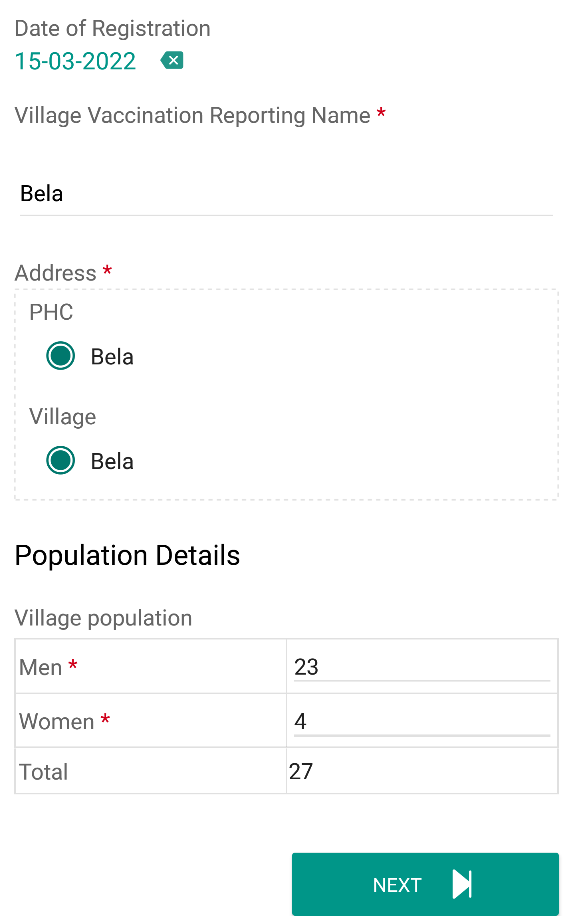 Date of Registration
15-03-2022
Village Vaccination Reporting Name *
Bela
Address *
PHC
Bela
Village
Bela
Population Details
Village population
Men * 23
Women * 4
Total 27
NEXT